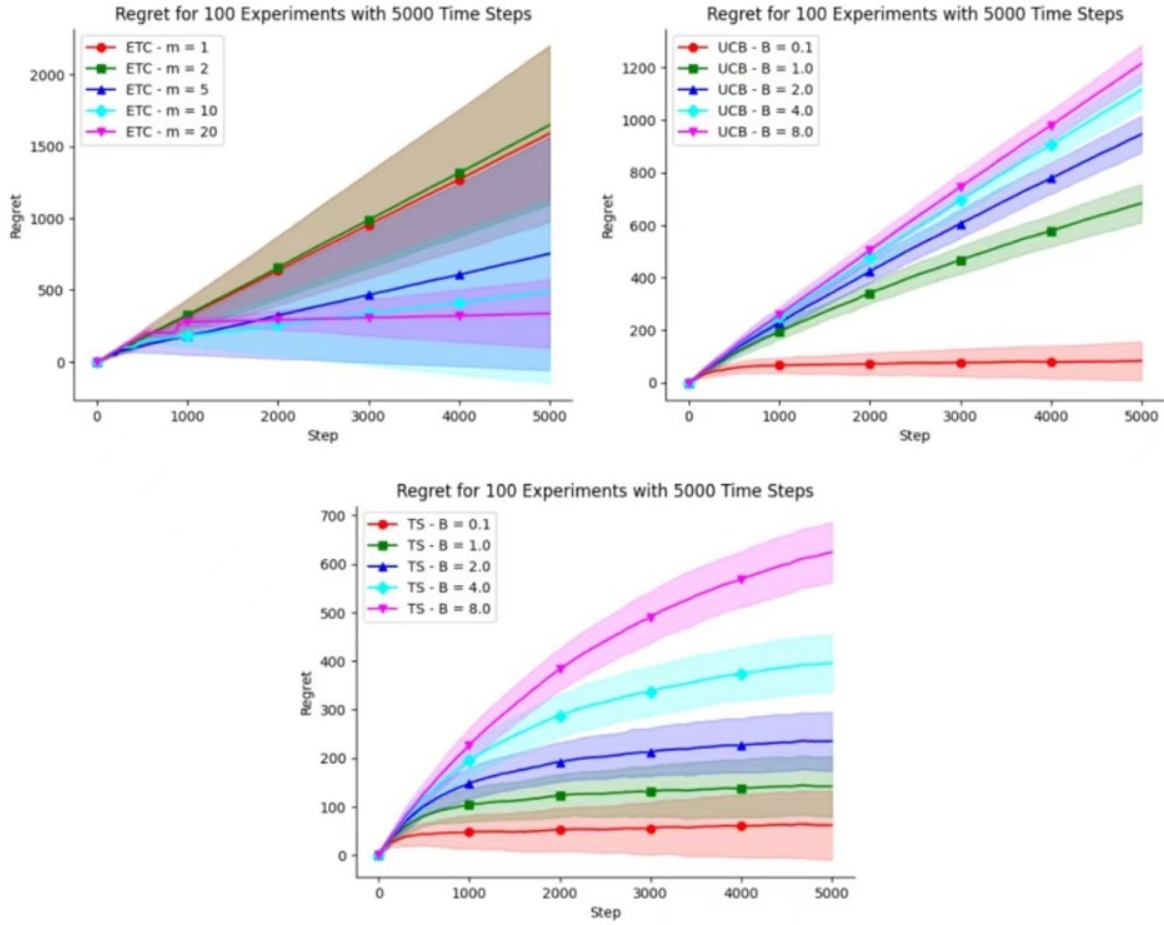 Regret for 100 Experiments with 5000 Time Steps
ETC - m = 1
ETC - m = 2
ETC - m = 5
ETC - m = 10
ETC - m = 20
2000
1500
1000
500
0
Regret
0 1000 2000 3000 4000 5000
Step
Regret for 100 Experiments with 5000 Time Steps
UCB - B = 0.1
UCB - B = 1.0
UCB - B = 2.0
UCB - B = 4.0
UCB - B = 8.0
1200
1000
800
600
400
200
0
Regret
0 1000 2000 3000 4000 5000
Step
Regret for 100 Experiments with 5000 Time Steps
TS - B = 0.1
TS - B = 1.0
TS - B = 2.0
TS - B = 4.0
TS - B = 8.0
700
600
500
400
300
200
100
0
Regret
0 1000 2000 3000 4000 5000
Step